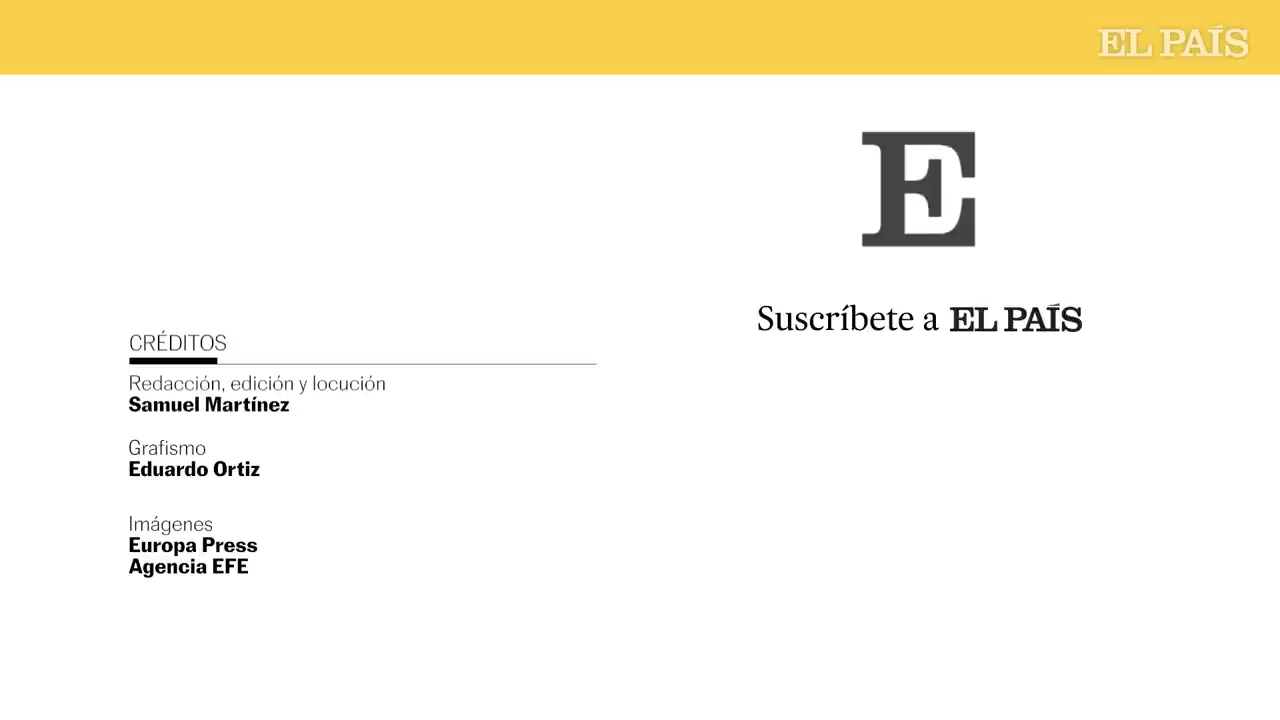 EL PAÍS
E
Suscríbete a EL PAÍS
CRÉDITOS
Redacción, edición y locución
Samuel Martínez
Grafismo
Eduardo Ortiz
Imágenes
Europa Press
Agencia EFE